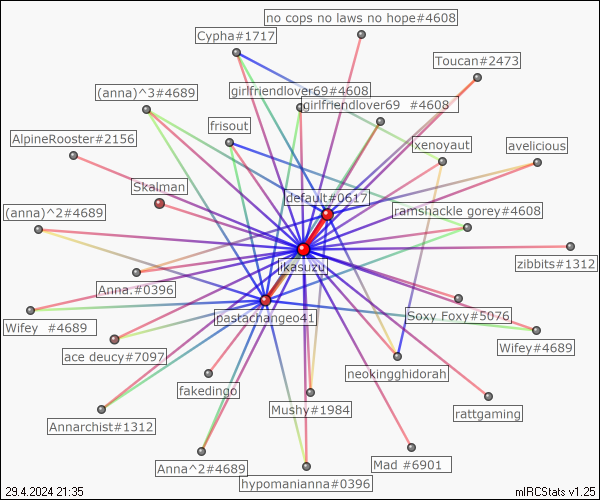 no cops no laws no hope#4608
Cypha#1717
Toucan#2473
(anna)^3#4689
girlfriendlover69#4608
girlfriendlover69 #4608
frisout
AlpineRooster#2156
xenoyaut
avelicious
Skalman
default#0617
(anna)^2#4689
ramshackle gorey#4608
zibbits#1312
jkasuzu
Anna.#0396
Wifey #4689
pastachangeo41
Soxy Foxy#5076
Wifey#4689
ace deucy#7097
neokingghidorah
fakedingo
Mushy#1984
rattgaming
Annarchist#1312
Anna^2#4689
hypomanianna#0396
Mad #6901
29.4.2024 21:35
mIRCStats v1.25